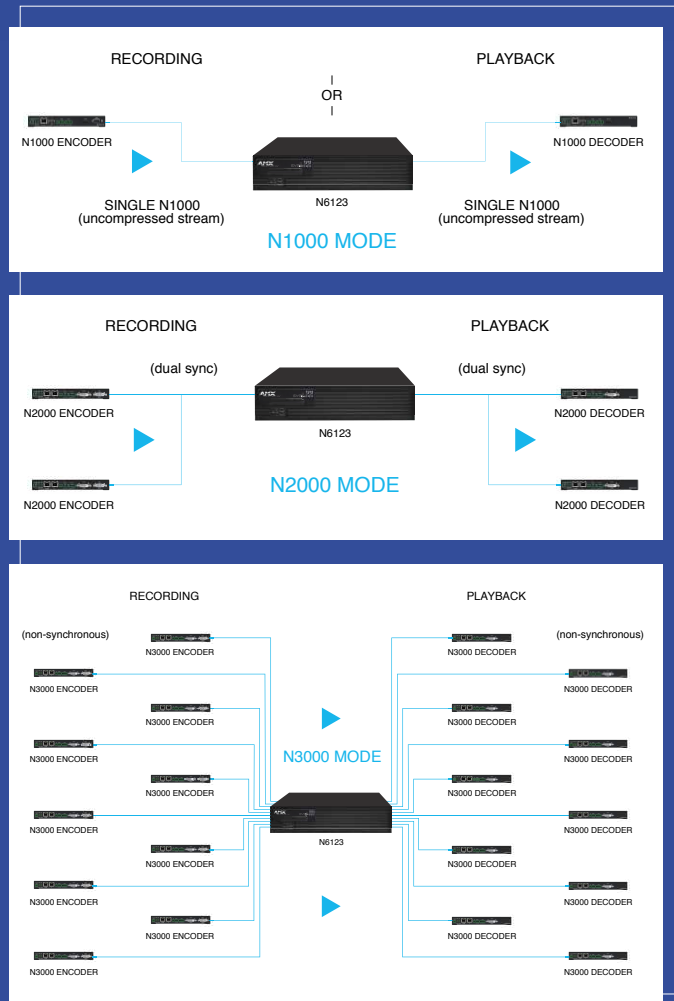 RECORDING
PLAYBACK
OR
N1000 ENCODER
N1000 DECODER
AMX
N6123
SINGLE N1000
(uncompressed stream)
SINGLE N1000
(uncompressed stream)
N1000 MODE
RECORDING
PLAYBACK
(dual sync)
(dual sync)
AMX
N2000 ENCODER
N2000 DECODER
N6123
N2000 MODE
N2000 ENCODER
N2000 DECODER
RECORDING
PLAYBACK
(non-synchronous)
(non-synchronous)
N3000 ENCODER
N3000 DECODER
N3000 ENCODER
N3000 DECODER
N3000 ENCODER
N3000 DECODER
N3000 MODE
N3000 ENCODER
N3000 DECODER
N3000 ENCODER
N3000 DECODER
AMX
N3000 ENCODER
N3000 DECODER
N6123
N3000 ENCODER
N3000 DECODER
N3000 ENCODER
N3000 DECODER
N3000 ENCODER
N3000 DECODER
N3000 ENCODER
N3000 DECODER